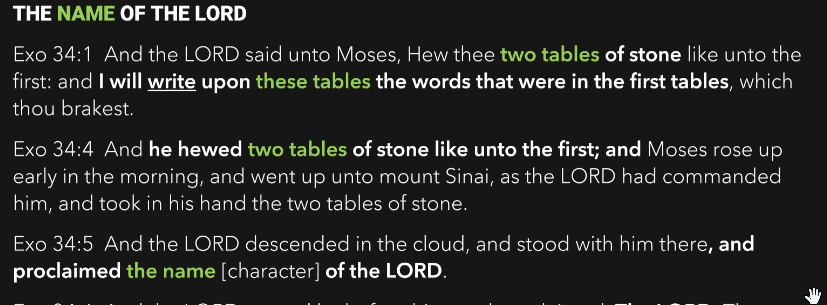 THE NAME OF THE LORD
Exo 34:1 And the LORD said unto Moses, Hew thee two tables of stone like unto the
first: and I will write upon these tables the words that were in the first tables, which
thou brakest.
Exo 34:4 And he hewed two tables of stone like unto the first; and Moses rose up
early in the morning, and went up unto mount Sinai, as the LORD had commanded
him, and took in his hand the two tables of stone.
Exo 34:5 And the LORD descended in the cloud, and stood with him there, and
proclaimed the name [character] of the LORD.